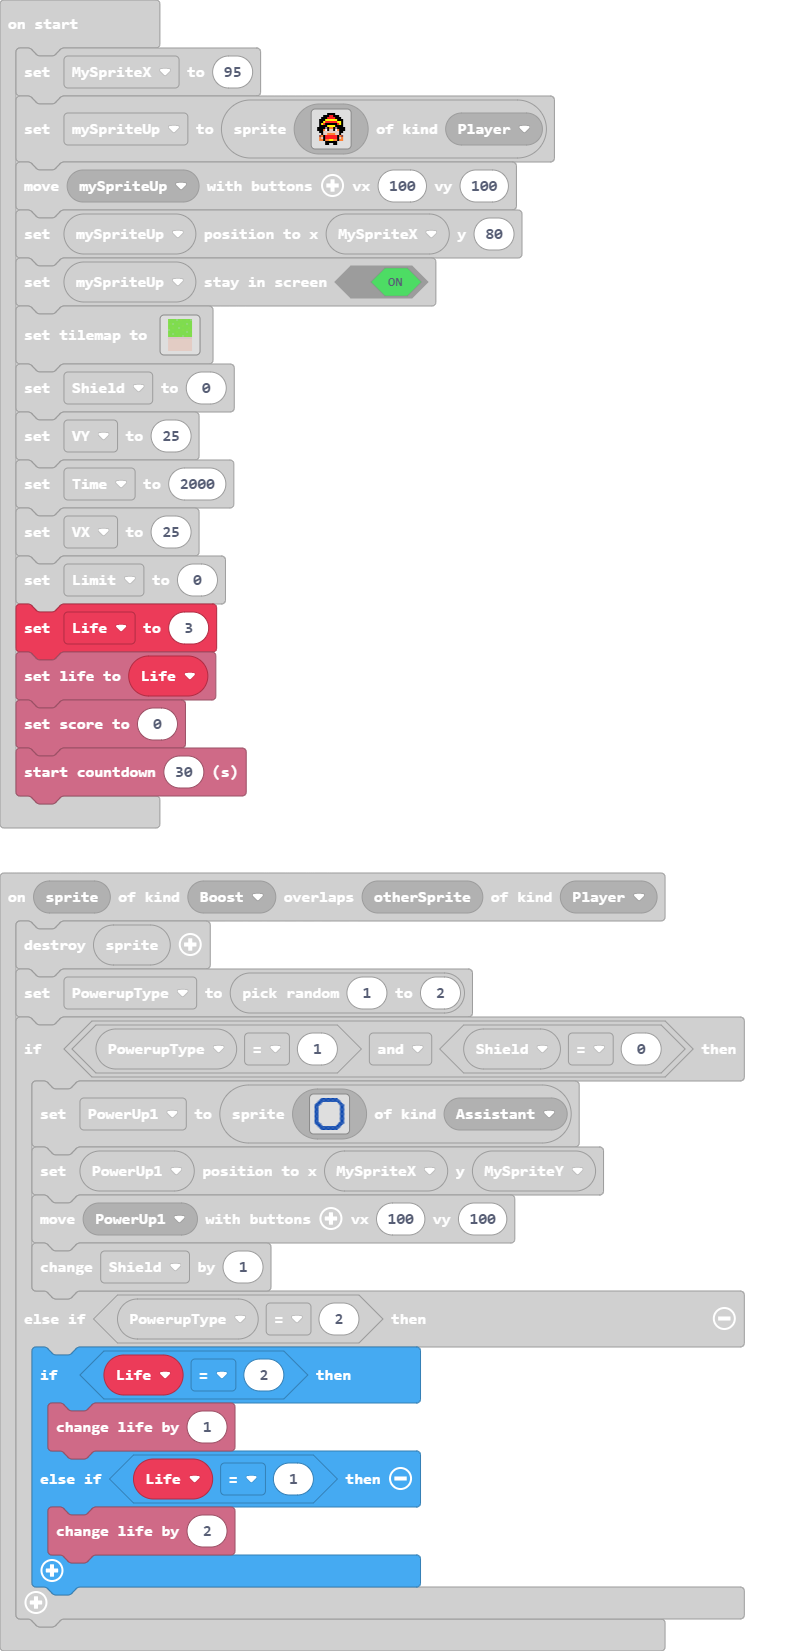 on start
set MySpriteX to 95
set mySpriteUp to sprite of kind Player
move mySpriteUp with buttons vx 100 vy 100
set mySpriteUp position to x MySpriteX y 80
set mySpriteUp stay in screen ON
set tilemap to
set Shield to 0
set VY to 25
set Time to 2000
set VX to 25
set Limit to 0
set Life to 3
set life to Life
set score to 0
start countdown 30 (s)
on sprite of kind Boost overlaps otherSprite of kind Player
destroy sprite
set PowerupType to pick random 1 to 2
if PowerupType = 1 and Shield = 0 then
set PowerUp1 to sprite of kind Assistant
set PowerUp1 position to x MySpriteX y MySpriteY
move PowerUp1 with buttons vx 100 vy 100
change Shield by 1
else if PowerupType = 2 then
if Life = 2 then
change life by 1
else if Life = 1 then
change life by 2